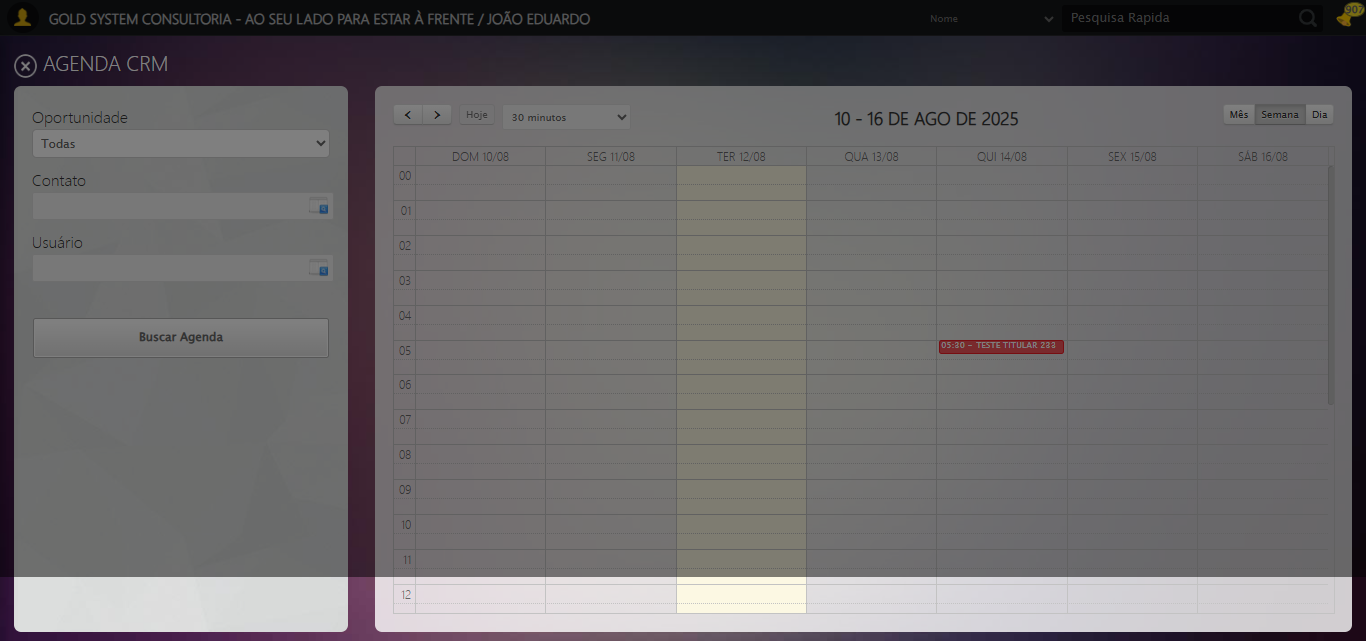 GOLD SYSTEM CONSULTORIA - AO SEU LADO PARA ESTAR À FRENTE / JOÃO EDUARDO
Nome
Pesquisa Rapida
907
AGENDA CRM
Oportunidade
Todas
Contato
Usuário
Buscar Agenda
Hoje
30 minutos
10 - 16 DE AGO DE 2025
Mês
Semana
Dia
DOM 10/08
SEG 11/08
TER 12/08
QUA 13/08
QUI 14/08
SEX 15/08
SÁB 16/08
00
01
02
03
04
05
05:30 - TESTE TITULAR 233
06
07
08
09
10
11
12